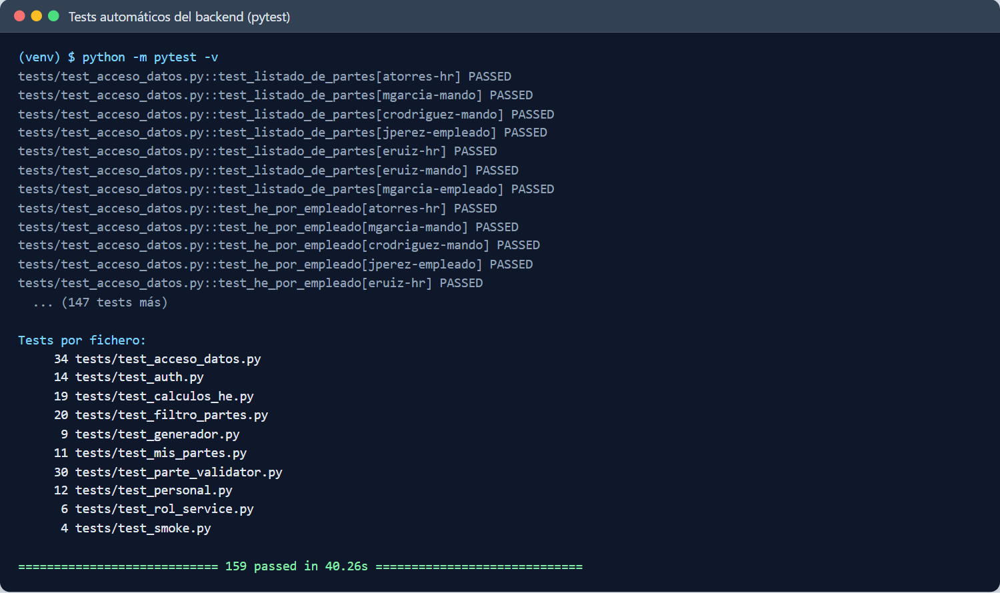 Tests automáticos del backend (pytest)
(venv) $ python -m pytest -v
tests/test_acceso_datos.py::test_listado_de_partes[atorres-hr] PASSED
tests/test_acceso_datos.py::test_listado_de_partes[mgarcia-mando] PASSED
tests/test_acceso_datos.py::test_listado_de_partes[crodriguez-mando] PASSED
tests/test_acceso_datos.py::test_listado_de_partes[jperez-empleado] PASSED
tests/test_acceso_datos.py::test_listado_de_partes[eruiz-hr] PASSED
tests/test_acceso_datos.py::test_listado_de_partes[eruiz-mando] PASSED
tests/test_acceso_datos.py::test_listado_de_partes[mgarcia-empleado] PASSED
tests/test_acceso_datos.py::test_he_por_empleado[atorres-hr] PASSED
tests/test_acceso_datos.py::test_he_por_empleado[mgarcia-mando] PASSED
tests/test_acceso_datos.py::test_he_por_empleado[crodriguez-mando] PASSED
tests/test_acceso_datos.py::test_he_por_empleado[jperez-empleado] PASSED
tests/test_acceso_datos.py::test_he_por_empleado[eruiz-hr] PASSED
... (147 tests más)
Tests por fichero:
34 tests/test_acceso_datos.py
14 tests/test_auth.py
19 tests/test_calculos_he.py
20 tests/test_filtro_partes.py
9 tests/test_generador.py
11 tests/test_mis_partes.py
30 tests/test_parte_validator.py
12 tests/test_personal.py
6 tests/test_rol_service.py
4 tests/test_smoke.py
============================ 159 passed in 40.26s =============================